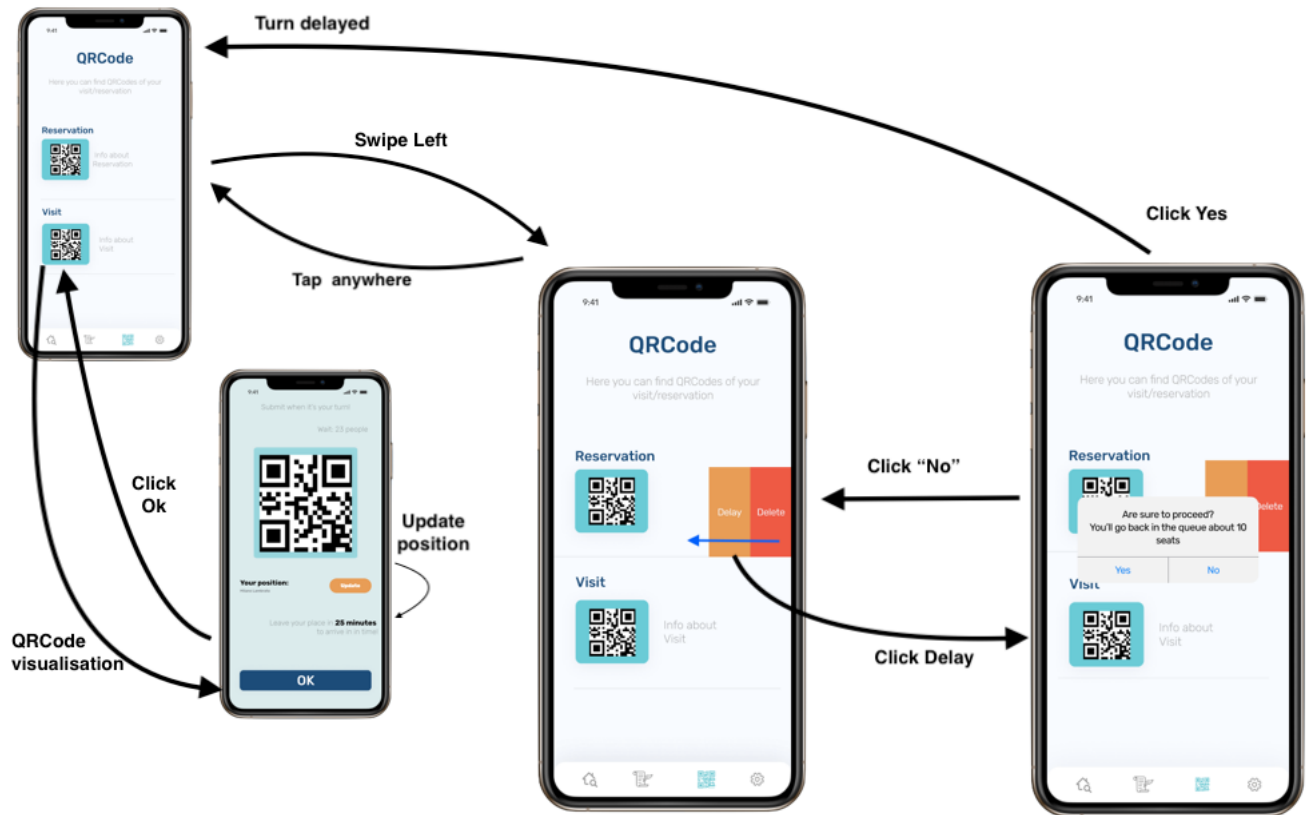 Turn delayed
9:41
QRCode
Here you can find QRCodes of your
visit/reservation
Reservation
Info about
Reservation
Visit
Info about
Visit
Swipe Left
Tap anywhere
Click Yes
QRCode
visualisation
Click
Ok
9:41
Submit when it's your turn!
Wait: 23 people
Your position:
Update
Leave your place in 25 minutes
to arrive in in time!
OK
Update
position
9:41
QRCode
Here you can find QRCodes of your
visit/reservation
Reservation
Delay
Delete
Visit
Info about
Visit
Click “No”
Click Delay
9:41
QRCode
Here you can find QRCodes of your
visit/reservation
Reservation
elete
Are sure to proceed?
You'll go back in the queue about 10
seats
Yes
No
Visit
Info about
Visit